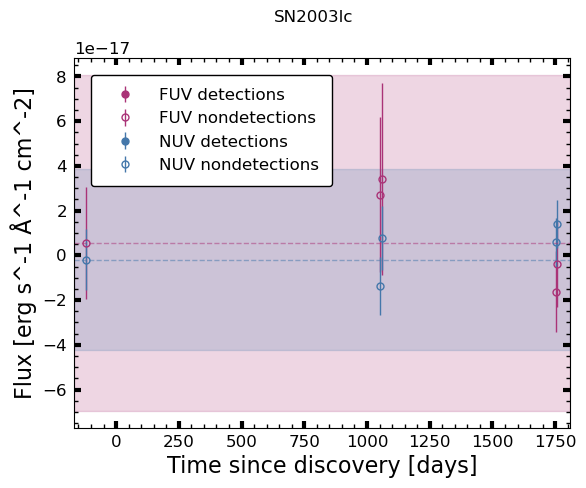 SN2003lc
1e−17
FUV detections
FUV nondetections
NUV detections
NUV nondetections
8
6
4
2
0
−2
−4
−6
Flux [erg s^-1 Å^-1 cm^-2]
0 250 500 750 1000 1250 1500 1750
Time since discovery [days]